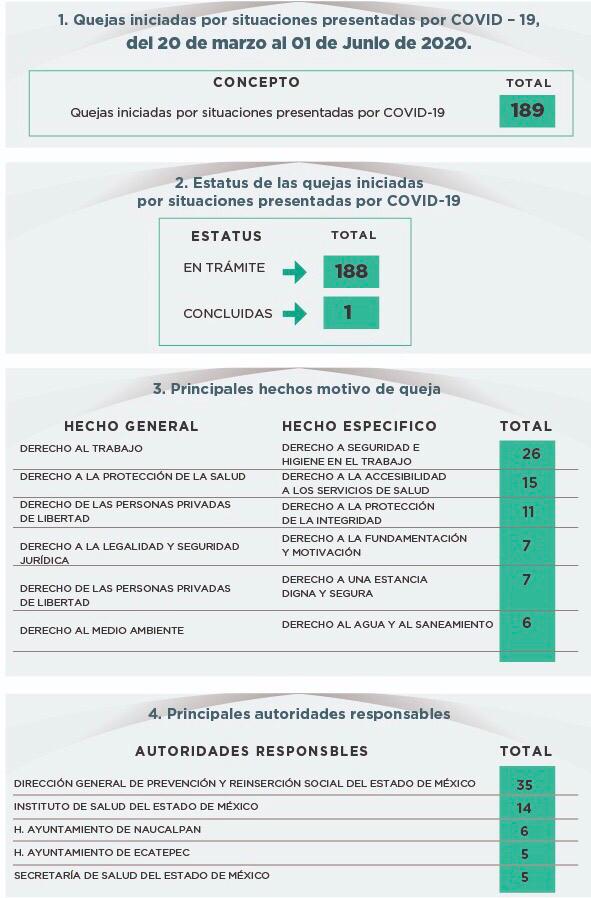 1. Quejas iniciadas por situaciones presentadas por COVID – 19,
del 20 de marzo al 01 de Junio de 2020.
CONCEPTO TOTAL
Quejas iniciadas por situaciones presentadas por COVID-19 189
2. Estatus de las quejas iniciadas
por situaciones presentadas por COVID-19
ESTATUS TOTAL
EN TRÁMITE 188
CONCLUIDAS 1
3. Principales hechos motivo de queja
HECHO GENERAL HECHO ESPECIFICO TOTAL
DERECHO AL TRABAJO DERECHO A SEGURIDAD E
HIGIENE EN EL TRABAJO 26
DERECHO A LA PROTECCIÓN DE LA SALUD DERECHO A LA ACCESIBILIDAD
A LOS SERVICIOS DE SALUD 15
DERECHO DE LAS PERSONAS PRIVADAS
DE LIBERTAD
DERECHO A LA PROTECCIÓN
DE LA INTEGRIDAD
11
DERECHO A LA LEGALIDAD Y SEGURIDAD
JURÍDICA
DERECHO A LA FUNDAMENTACIÓN
Y MOTIVACIÓN
7
DERECHO DE LAS PERSONAS PRIVADAS
DE LIBERTAD
DERECHO A UNA ESTANCIA
DIGNA Y SEGURA
7
DERECHO AL MEDIO AMBIENTE DERECHO AL AGUA Y AL SANEAMIENTO 6
4. Principales autoridades responsables
AUTORIDADES RESPONSBLES TOTAL
DIRECCIÓN GENERAL DE PREVENCIÓN Y REINSERCIÓN SOCIAL DEL ESTADO DE MÉXICO 35
INSTITUTO DE SALUD DEL ESTADO DE MÉXICO 14
H. AYUNTAMIENTO DE NAUCALPAN 6
H. AYUNTAMIENTO DE ECATEPEC 5
SECRETARÍA DE SALUD DEL ESTADO DE MÉXICO 5